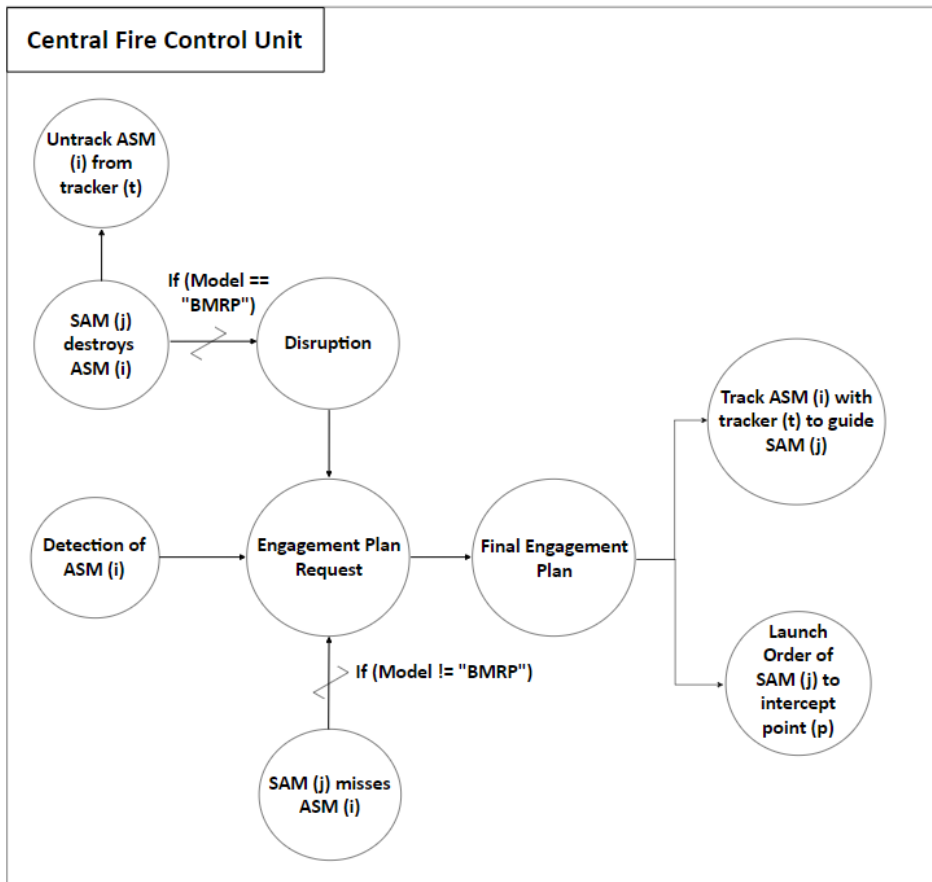 Central Fire Control Unit
Untrack ASM
(i) from
tracker (t)
If (Model ==
"BMRP")
SAM (j)
destroys
ASM (i)
Disruption
Track ASM (i) with
tracker (t) to guide
SAM (j)
Detection of
ASM (i)
Engagement Plan
Request
Final Engagement
Plan
Launch
Order of
SAM (j) to
intercept
point (p)
If (Model != "BMRP")
SAM (j) misses
ASM (i)